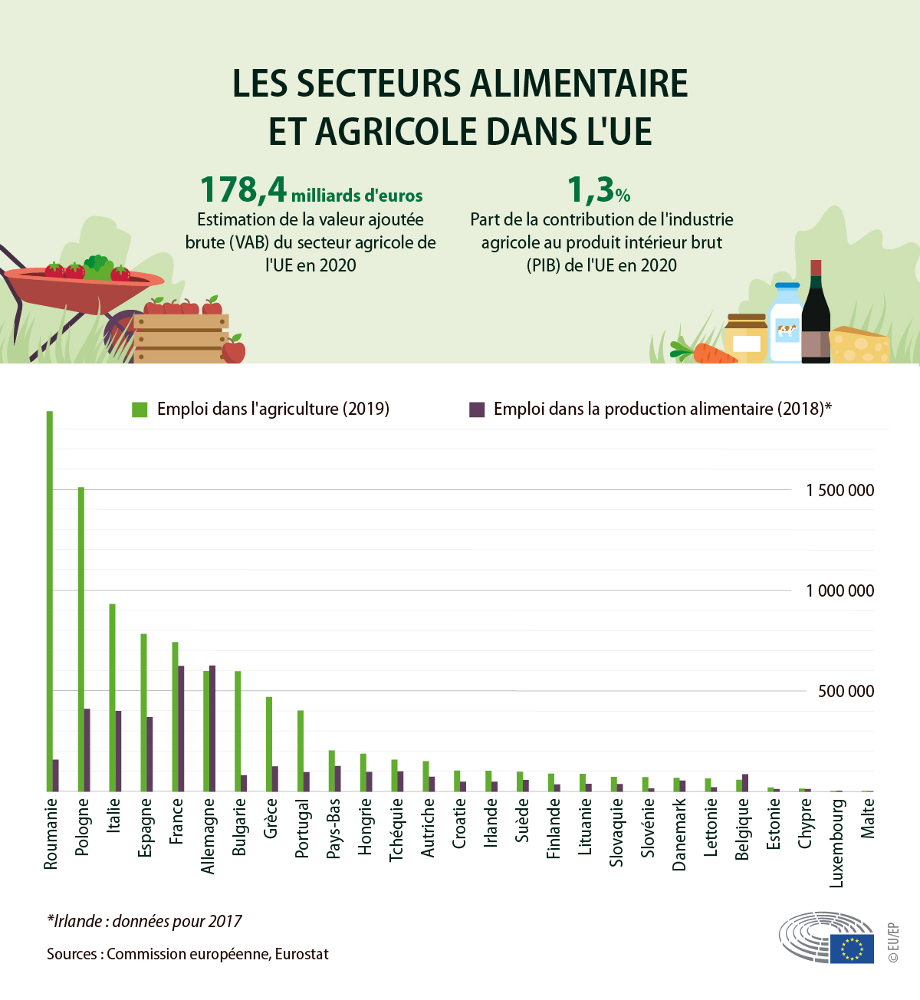 LES SECTEURS ALIMENTAIRE
ET AGRICOLE DANS L'UE
178,4 milliards d'euros
Estimation de la valeur ajoutée
brute (VAB) du secteur agricole de
l'UE en 2020
1,3%
Part de la contribution de l'industrie
agricole au produit intérieur brut
(PIB) de l'UE en 2020
Emploi dans l'agriculture (2019)
Emploi dans la production alimentaire (2018)*
1 500 000
1 000 000
500 000
Roumanie
Pologne
Italie
Espagne
France
Allemagne
Bulgarie
Grèce
Portugal
Pays-Bas
Hongrie
Tchéquie
Autriche
Croatie
Irlande
Suède
Finlande
Lituanie
Slovaquie
Slovénie
Danemark
Lettonie
Belgique
Estonie
Chypre
Luxembourg
Malte
*Irlande : données pour 2017
Sources : Commission européenne, Eurostat
© EU/EP